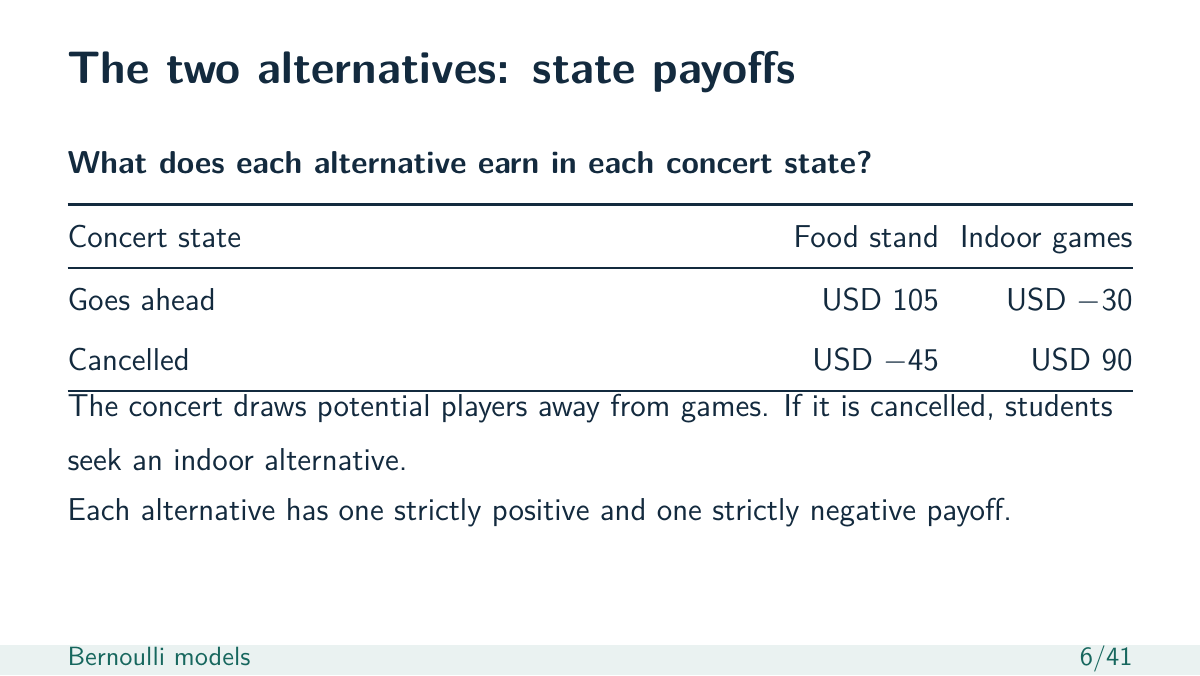 The two alternatives: state payoffs
What does each alternative earn in each concert state?
Concert state Food stand Indoor games
Goes ahead USD 105 USD −30
Cancelled USD −45 USD 90
The concert draws potential players away from games. If it is cancelled, students
seek an indoor alternative.
Each alternative has one strictly positive and one strictly negative payoff.
Bernoulli models 6/41